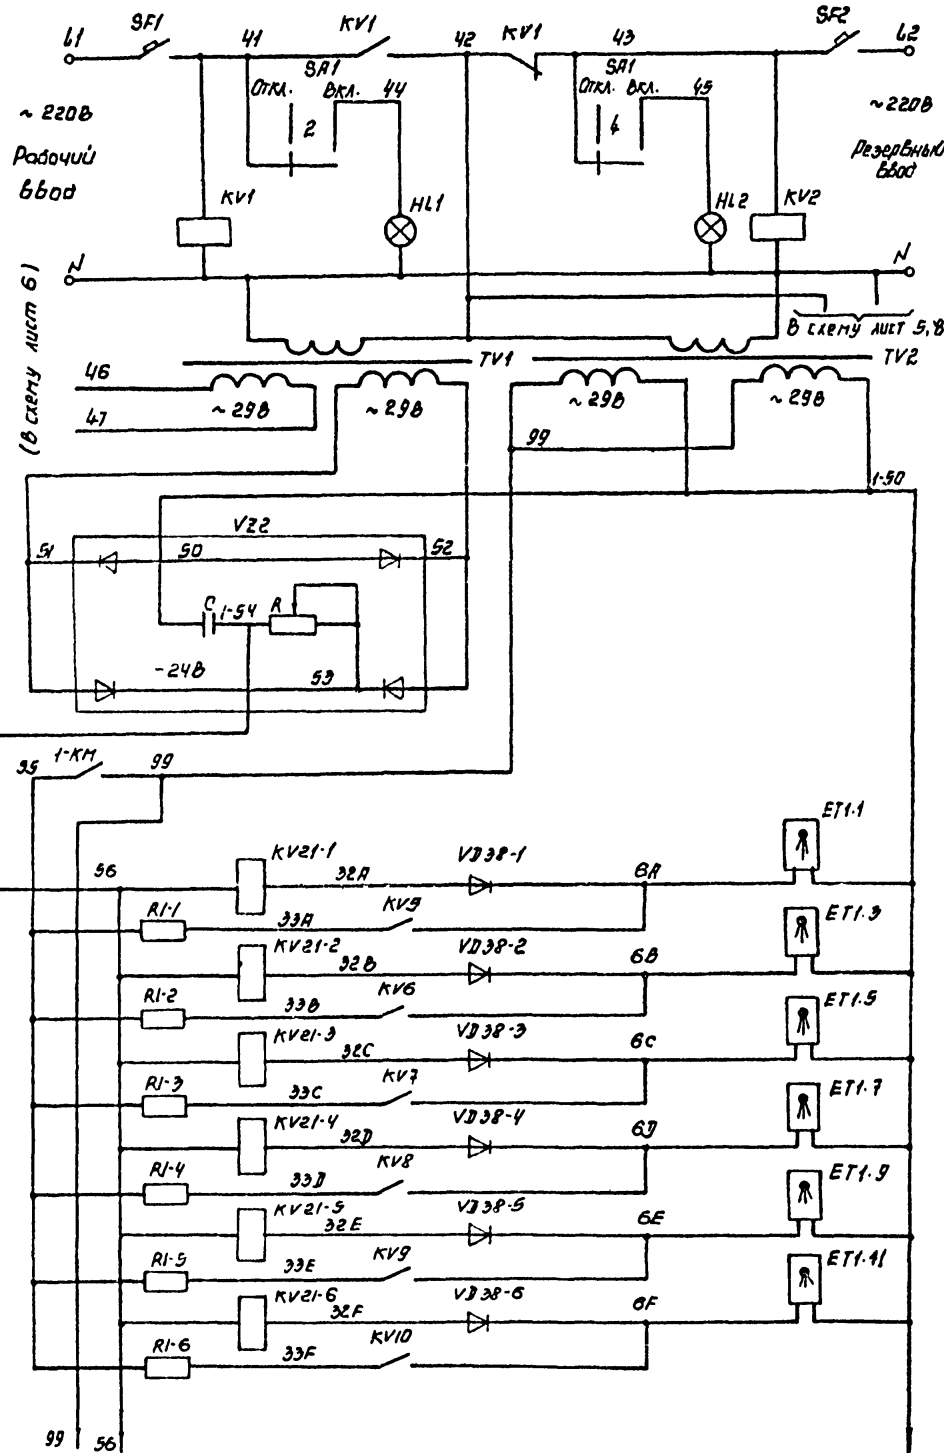 L1
SF1
41
KV1
42
KV1
43
SF2
L2
SA1
Откл.
Вкл.
44
2
SA1
Откл.
Вкл.
45
4
~220В
Рабочий
ввод
~220В
Резервный
ввод
KV1
HL1
HL2
KV2
N
N
(в схему лист 6)
В схему лист 5,8
TV1
TV2
46
~29В
47
~29В
~29В
~29В
99
1-50
VZ2
51
50
52
C
1-54
R
-24В
53
95
1-КМ
99
56
KV21-1
32A
VD38-1
6A
ET1.1
R1-1
33A
KV5
KV21-2
32B
VD38-2
6B
ET1.3
R1-2
33B
KV6
KV21-3
32C
VD38-3
6C
ET1.5
R1-3
33C
KV7
KV21-4
32D
VD38-4
6D
ET1.7
R1-4
33D
KV8
KV21-5
32E
VD38-5
6E
ET1.9
R1-5
33E
KV9
KV21-6
32F
VD38-6
6F
ET1.11
R1-6
33F
KV10
99
56